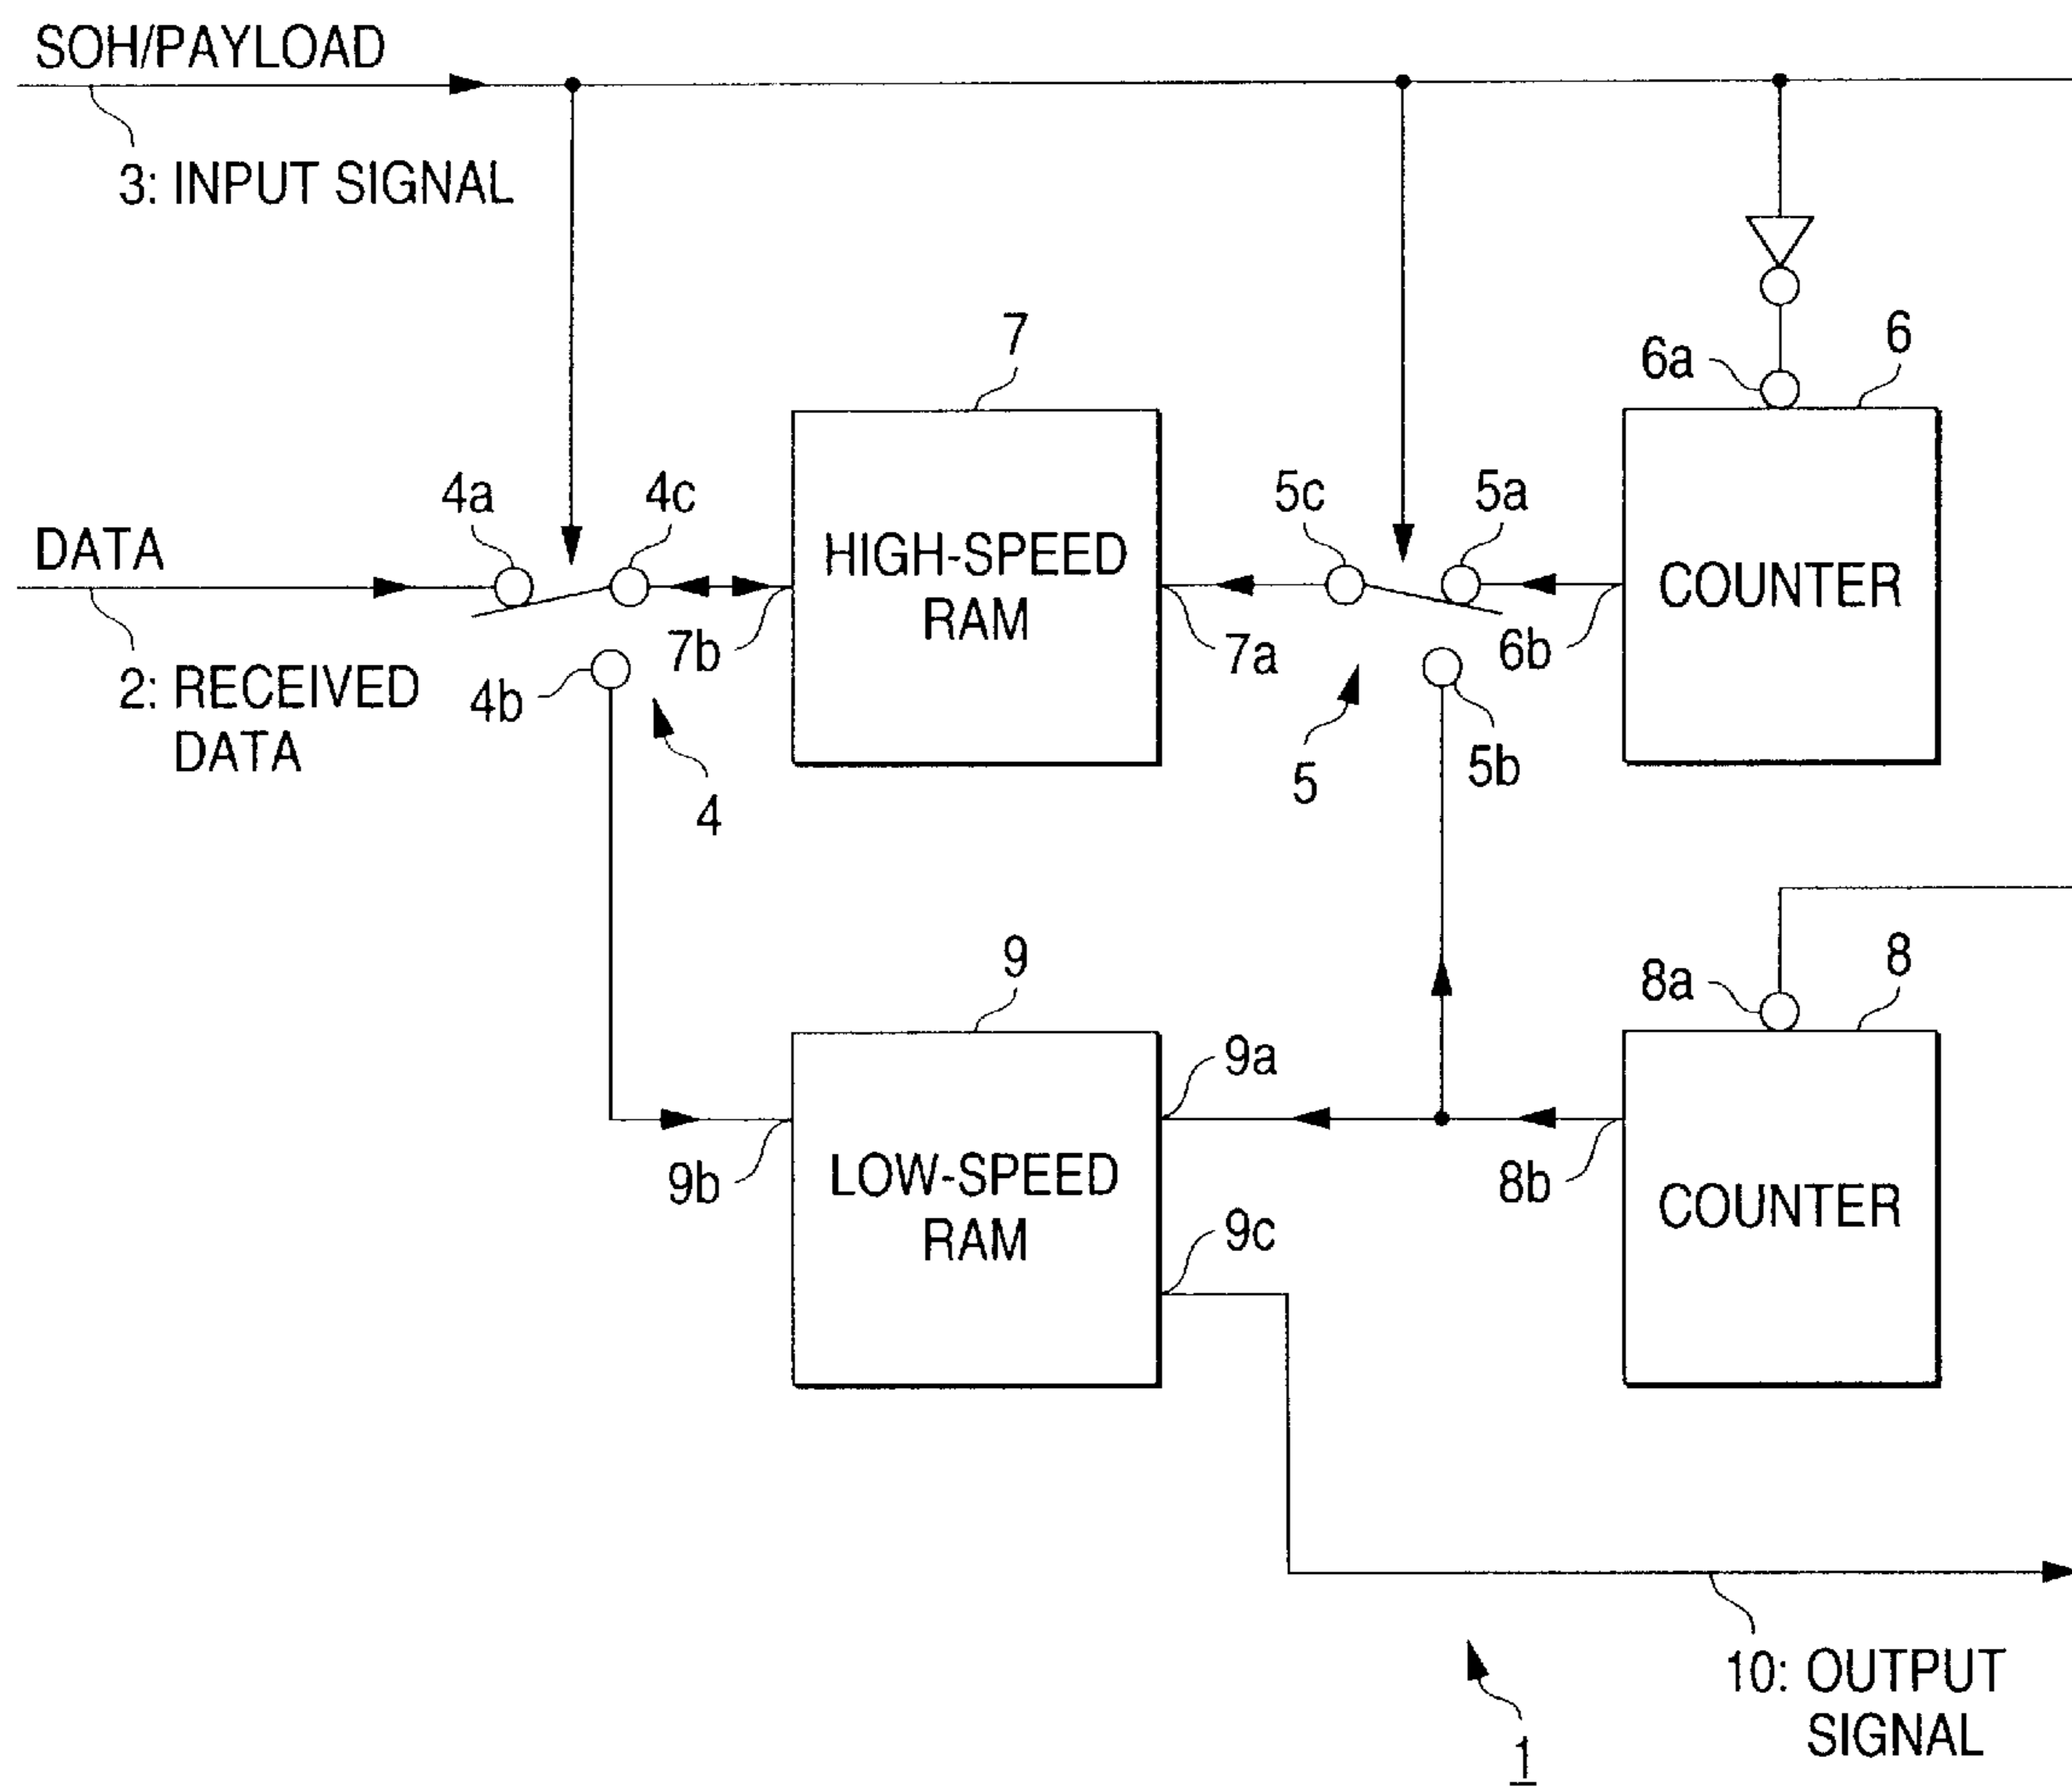 SOH/PAYLOAD
3: INPUT SIGNAL
7
6a
6
4a
4c
5c
5a
DATA
HIGH-SPEED
RAM
COUNTER
7b
7a
6b
2: RECEIVED
DATA
4b
4
5
5b
9
8a
8
9a
9b
LOW-SPEED
RAM
8b
COUNTER
9c
10: OUTPUT
SIGNAL
1